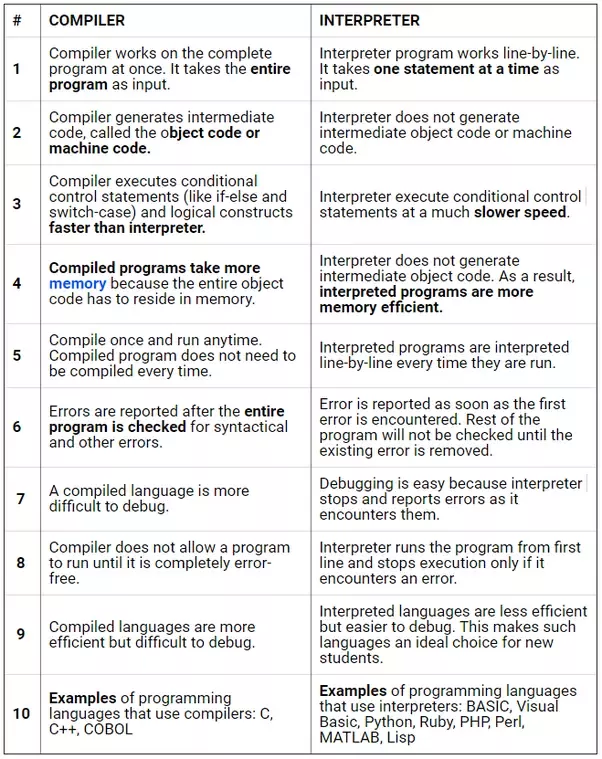 # COMPILER INTERPRETER
1
Compiler works on the complete
program at once. It takes the entire
program as input.
Interpreter program works line-by-line.
It takes one statement at a time as
input.
2
Compiler generates intermediate
code, called the object code or
machine code.
Interpreter does not generate
intermediate object code or machine
code.
3
Compiler executes conditional
control statements (like if-else and
switch-case) and logical constructs
faster than interpreter.
Interpreter execute conditional control
statements at a much slower speed.
4
Compiled programs take more
memory because the entire object
code has to reside in memory.
Interpreter does not generate
intermediate object code. As a result,
interpreted programs are more
memory efficient.
5
Compile once and run anytime.
Compiled program does not need to
be compiled every time.
Interpreted programs are interpreted
line-by-line every time they are run.
6
Errors are reported after the entire
program is checked for syntactical
and other errors.
Error is reported as soon as the first
error is encountered. Rest of the
program will not be checked until the
existing error is removed.
7
A compiled language is more
difficult to debug.
Debugging is easy because interpreter
stops and reports errors as it
encounters them.
8
Compiler does not allow a program
to run until it is completely error-
free.
Interpreter runs the program from first
line and stops execution only if it
encounters an error.
9
Compiled languages are more
efficient but difficult to debug.
Interpreted languages are less efficient
but easier to debug. This makes such
languages an ideal choice for new
students.
10
Examples of programming
languages that use compilers: C,
C++, COBOL
Examples of programming languages
that use interpreters: BASIC, Visual
Basic, Python, Ruby, PHP, Perl,
MATLAB, Lisp